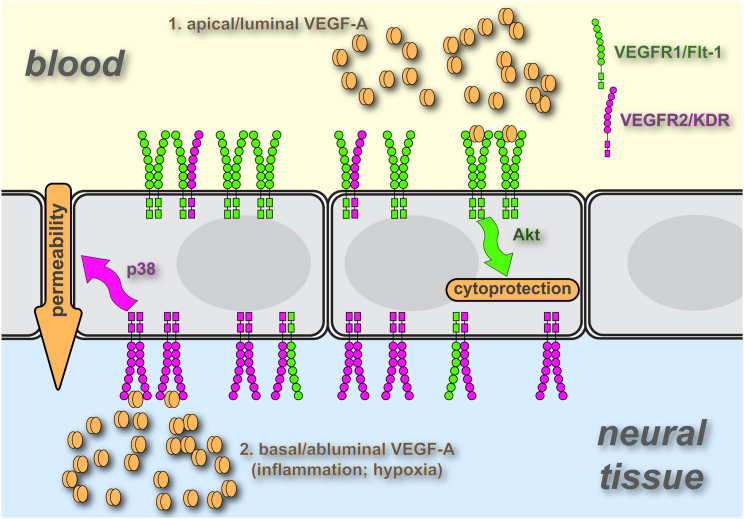 1. apical/luminal VEGF-A
blood
VEGFR1/Flt-1
VEGFR2/KDR
permeability
p38
Akt
cytoprotection
2. basal/abluminal VEGF-A
(inflammation; hypoxia)
neural
tissue